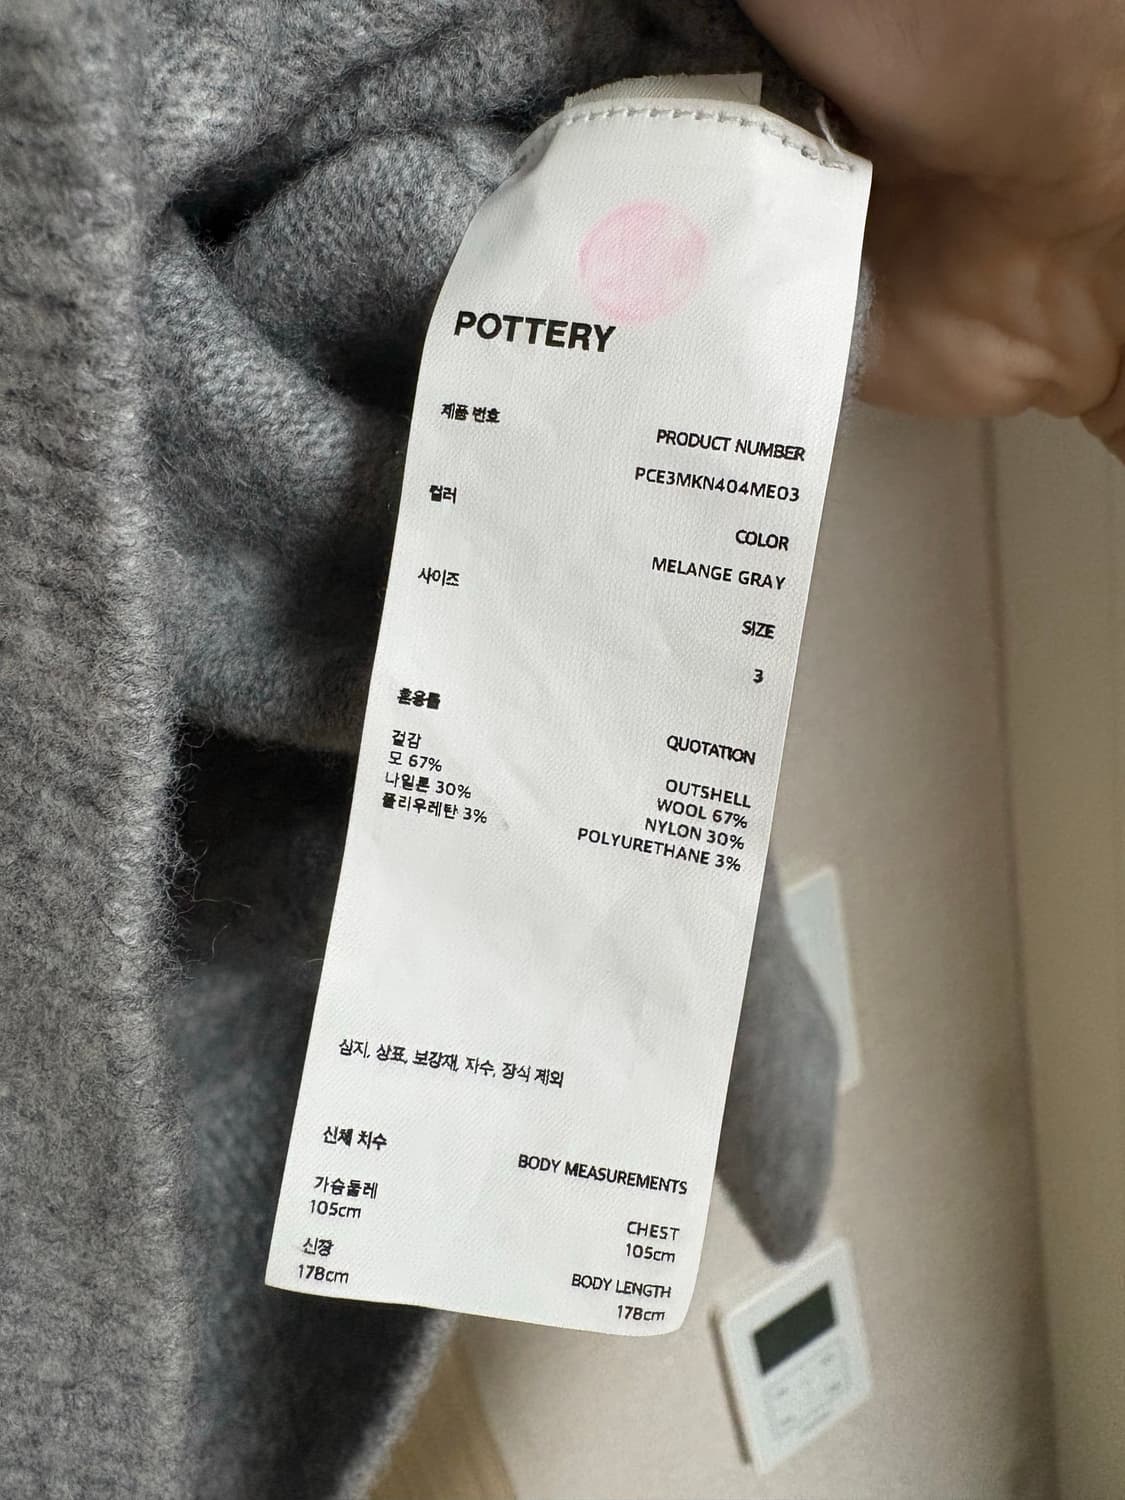 POTTERY
제품 번호
PRODUCT NUMBER
PCE3MKN404ME03
컬러
COLOR
MELANGE GRAY
사이즈
SIZE
3
혼용률
QUOTATION
겉감
모 67%
나일론 30%
폴리우레탄 3%
OUTSHELL
WOOL 67%
NYLON 30%
POLYURETHANE 3%
심지, 상표, 보강재, 자수, 장식 제외
신체 치수
BODY MEASUREMENTS
가슴둘레
105cm
CHEST
105cm
신장
178cm
BODY LENGTH
178cm